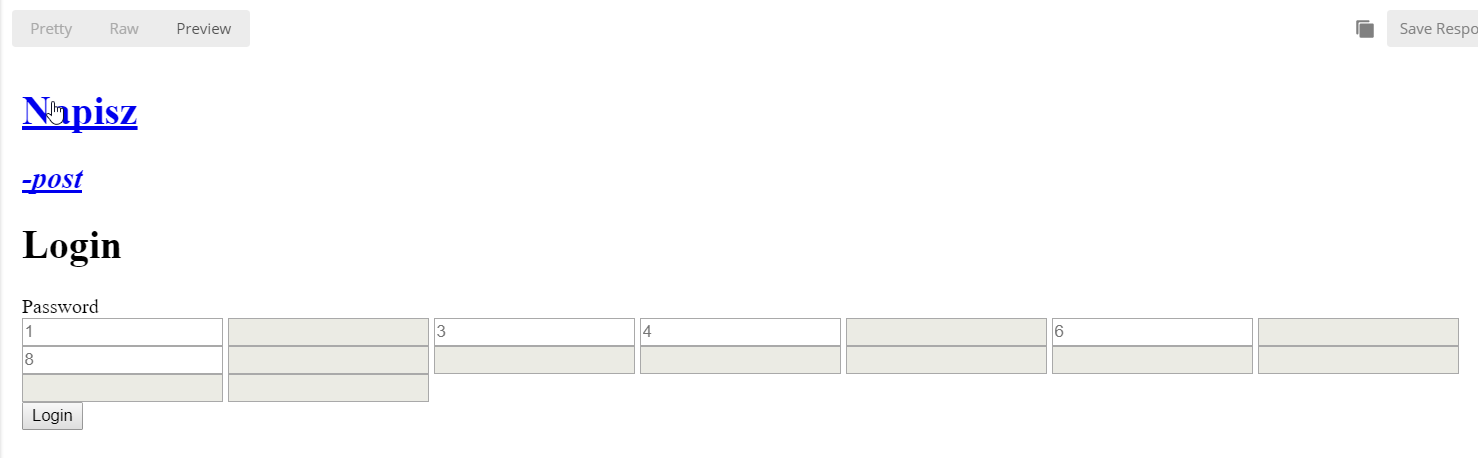 Pretty Raw Preview Save Respo
Napisz
-post
Login
Password
1 3 4 6
8
Login